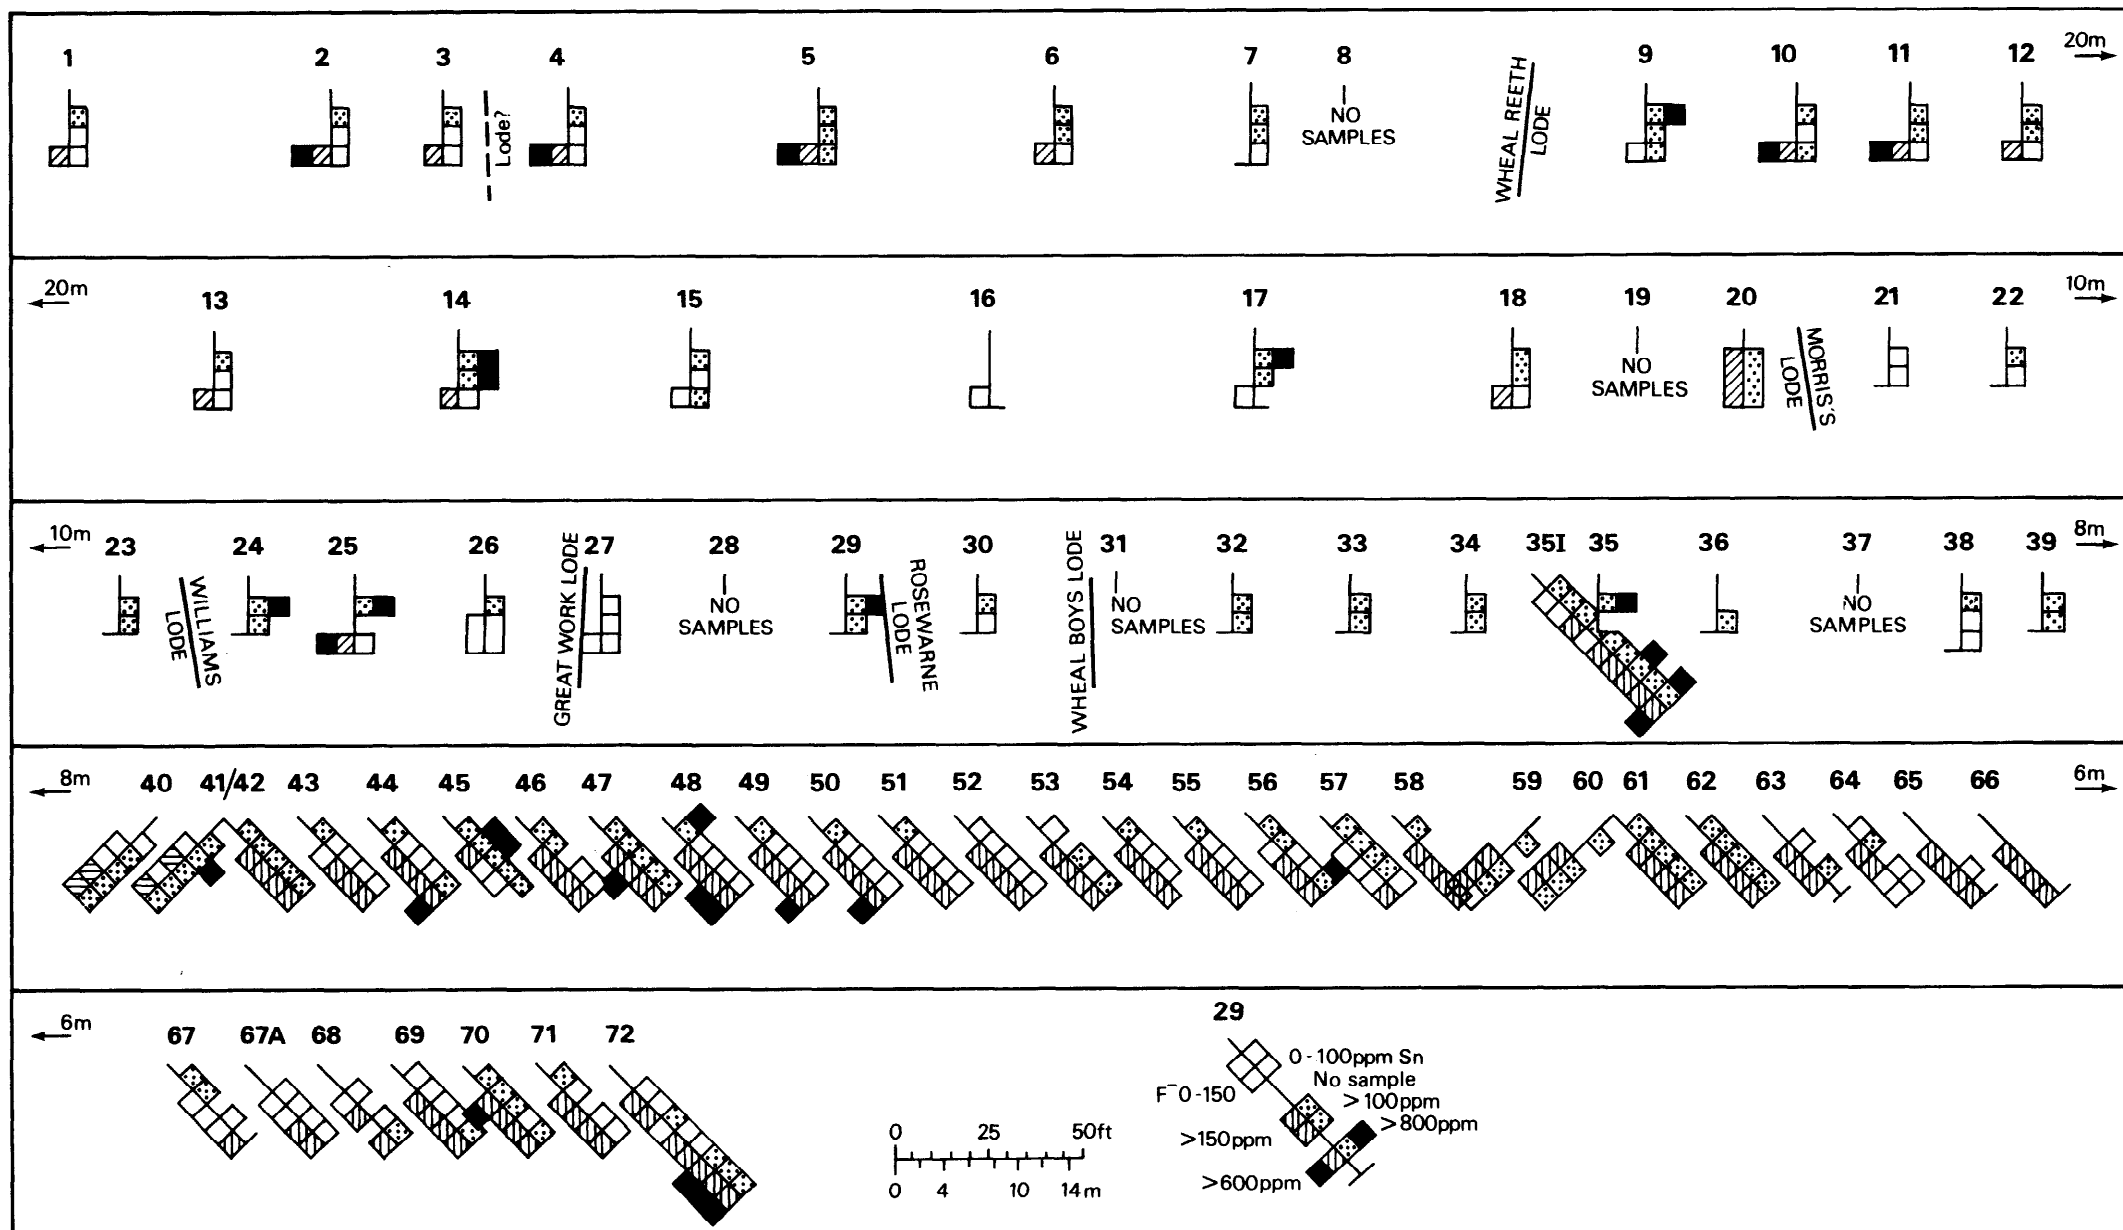 1 2 3 4 5 6 7 8 9 10 11 12 20m
Lode?
NO
SAMPLES
WHEAL REETH
LODE
20m 13 14 15 16 17 18 19 20 21 22 10m
NO
SAMPLES
MORRIS'S
LODE
10m 23 24 25 26 27 28 29 30 31 32 33 34 35I 35 36 37 38 39 8m
WILLIAMS
LODE
GREAT WORK LODE
NO
SAMPLES
ROSEWARNE
LODE
WHEAL BOYS LODE
NO
SAMPLES
NO
SAMPLES
8m 40 41/42 43 44 45 46 47 48 49 50 51 52 53 54 55 56 57 58 59 60 61 62 63 64 65 66 6m
6m 67 67A 68 69 70 71 72
29
0-100ppm Sn
No sample
F⁻0-150
>100ppm
>800ppm
>150ppm
>600ppm
0 25 50ft
0 4 10 14m